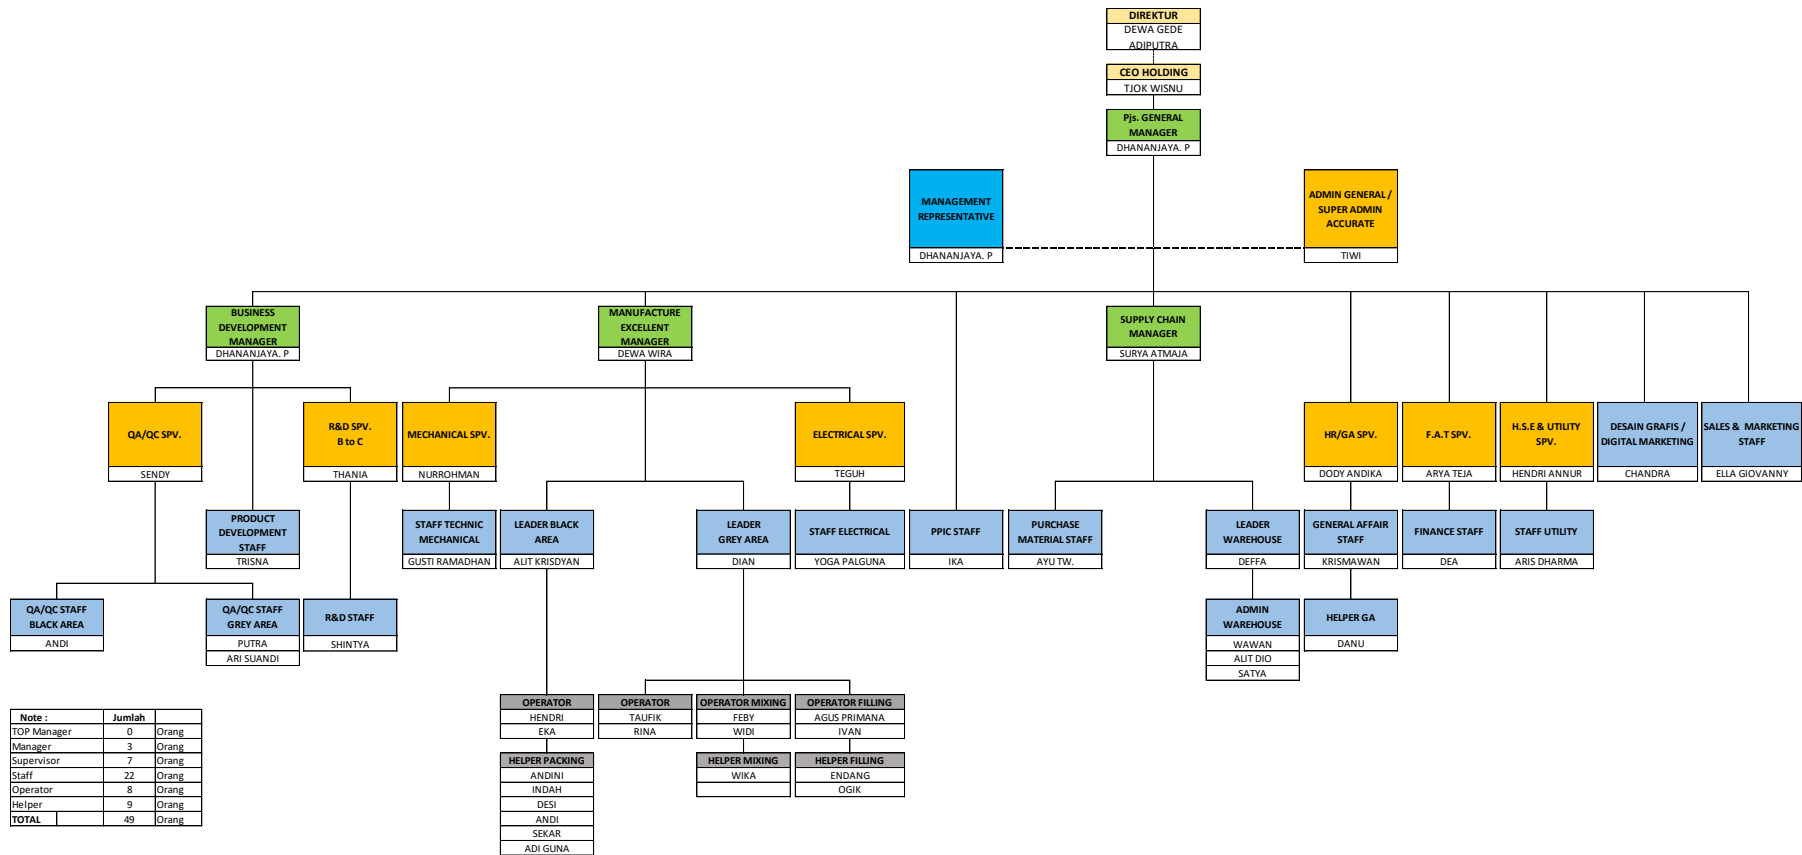 DIREKTUR
DEWA GEDE
ADIPUTRA
CEO HOLDING
TJOK WISNU
Pjs. GENERAL
MANAGER
DHANANJAYA. P
MANAGEMENT
REPRESENTATIVE
DHANANJAYA. P
ADMIN GENERAL /
SUPER ADMIN
ACCURATE
TIWI
BUSINESS
DEVELOPMENT
MANAGER
DHANANJAYA. P
MANUFACTURE
EXCELLENT
MANAGER
DEWA WIRA
SUPPLY CHAIN
MANAGER
SURYA ATMAJA
QA/QC SPV.
SENDY
R&D SPV.
B to C
THANIA
MECHANICAL SPV.
NURROHMAN
ELECTRICAL SPV.
TEGUH
HR/GA SPV.
DODY ANDIKA
F.A.T SPV.
ARYA TEJA
H.S.E & UTILITY
SPV.
HENDRI ANNUR
DESAIN GRAFIS /
DIGITAL MARKETING
CHANDRA
SALES & MARKETING
STAFF
ELLA GIOVANNY
PRODUCT
DEVELOPMENT
STAFF
TRISNA
STAFF TECHNIC
MECHANICAL
GUSTI RAMADHAN
LEADER BLACK
AREA
ALIT KRISDYAN
LEADER
GREY AREA
DIAN
STAFF ELECTRICAL
YOGA PALGUNA
PPIC STAFF
IKA
PURCHASE
MATERIAL STAFF
AYU TW.
LEADER
WAREHOUSE
DEFFA
GENERAL AFFAIR
STAFF
KRISMAWAN
FINANCE STAFF
DEA
STAFF UTILITY
ARIS DHARMA
QA/QC STAFF
BLACK AREA
ANDI
QA/QC STAFF
GREY AREA
PUTRA
ARI SUANDI
R&D STAFF
SHINTYA
ADMIN
WAREHOUSE
WAWAN
ALIT DIO
SATYA
HELPER GA
DANU
OPERATOR
HENDRI
EKA
OPERATOR
TAUFIK
RINA
OPERATOR MIXING
FEBY
WIDI
OPERATOR FILLING
AGUS PRIMANA
IVAN
HELPER PACKING
ANDINI
INDAH
DESI
ANDI
SEKAR
ADI GUNA
HELPER MIXING
WIKA
HELPER FILLING
ENDANG
OGIK
Note : Jumlah
TOP Manager 0 Orang
Manager 3 Orang
Supervisor 7 Orang
Staff 22 Orang
Operator 8 Orang
Helper 9 Orang
TOTAL 49 Orang